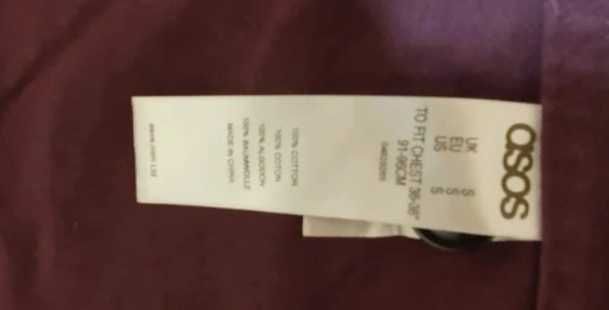 asos
UK S
EU S
US S
TO FIT CHEST 36-38"
91-96CM
100% COTTON
100% COTON
100% ALGODON
100% BAUMWOLLE
MADE IN CHINA